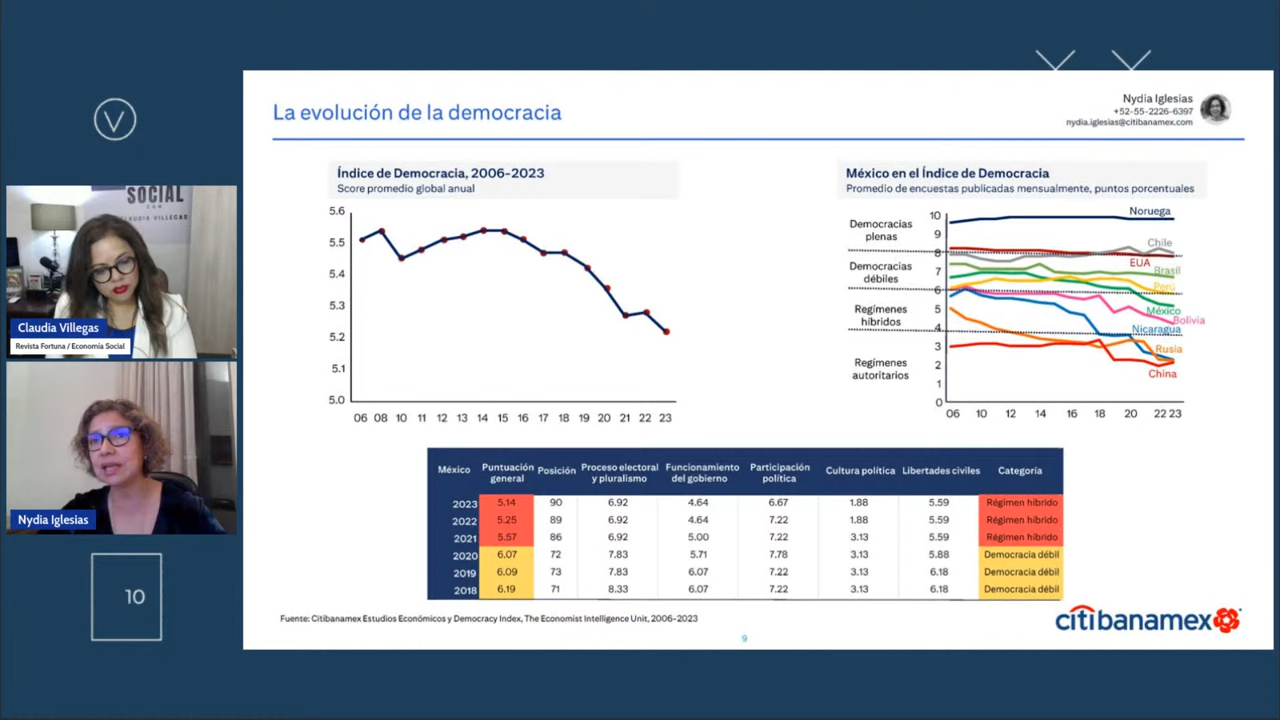 SOCIAL
CON
CLAUDIA VILLEGAS
Claudia Villegas
Revista Fortuna / Economía Social
Nydia Iglesias
10
La evolución de la democracia
Nydia Iglesias
+52-55-2226-6397
nydia.iglesias@citibanamex.com
Índice de Democracia, 2006-2023
Score promedio global anual
5.6
5.5
5.4
5.3
5.2
5.1
5.0
06 08 10 11 12 13 14 15 16 17 18 19 20 21 22 23
México en el Índice de Democracia
Promedio de encuestas publicadas mensualmente, puntos porcentuales
Democracias
plenas
Democracias
débiles
Regímenes
híbridos
Regímenes
autoritarios
10
9
8
7
6
5
4
3
2
1
0
06 10 12 14 16 18 20 22 23
Noruega
Chile
EUA
Brasil
Perú
México
Bolivia
Nicaragua
Rusia
China
México Puntuación general Posición Proceso electoral y pluralismo Funcionamiento del gobierno Participación política Cultura política Libertades civiles Categoría
2023 5.14 90 6.92 4.64 6.67 1.88 5.59 Régimen híbrido
2022 5.25 89 6.92 4.64 7.22 1.88 5.59 Régimen híbrido
2021 5.57 86 6.92 5.00 7.22 3.13 5.59 Régimen híbrido
2020 6.07 72 7.83 5.71 7.78 3.13 5.88 Democracia débil
2019 6.09 73 7.83 6.07 7.22 3.13 6.18 Democracia débil
2018 6.19 71 8.33 6.07 7.22 3.13 6.18 Democracia débil
Fuente: Citibanamex Estudios Económicos y Democracy Index, The Economist Intelligence Unit, 2006-2023
citibanamex
9